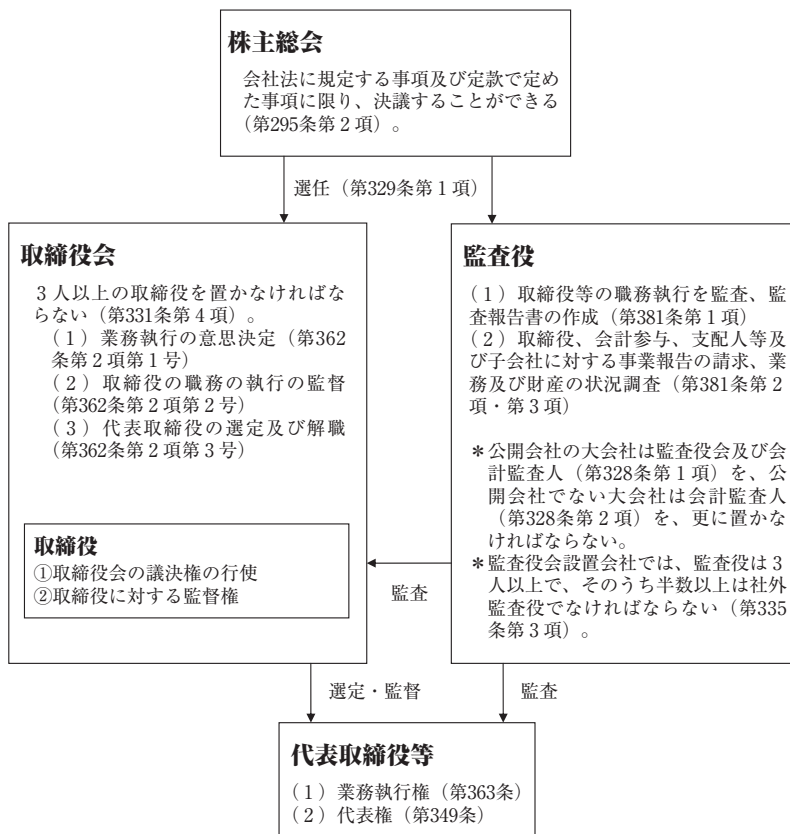 株主総会
会社法に規定する事項及び定款で定め
た事項に限り、決議することができる
(第295条第2項)。
選任(第329条第1項)
取締役会
3人以上の取締役を置かなければな
らない(第331条第4項)。
(1)業務執行の意思決定(第362
条第2項第1号)
(2)取締役の職務の執行の監督
(第362条第2項第2号)
(3)代表取締役の選定及び解職
(第362条第2項第3号)
取締役
①取締役会の議決権の行使
②取締役に対する監督権
監査役
(1)取締役等の職務執行を監査、監
査報告書の作成(第381条第1項)
(2)取締役、会計参与、支配人等及
び子会社に対する事業報告の請求、業
務及び財産の状況調査(第381条第2
項・第3項)
*公開会社の大会社は監査役会及び会
計監査人(第328条第1項)を、公
開会社でない大会社は会計監査人
(第328条第2項)を、更に置かな
ければならない。
*監査役会設置会社では、監査役は3
人以上で、そのうち半数以上は社外
監査役でなければならない(第335
条第3項)。
監査
選定・監督
監査
代表取締役等
(1)業務執行権(第363条)
(2)代表権(第349条)